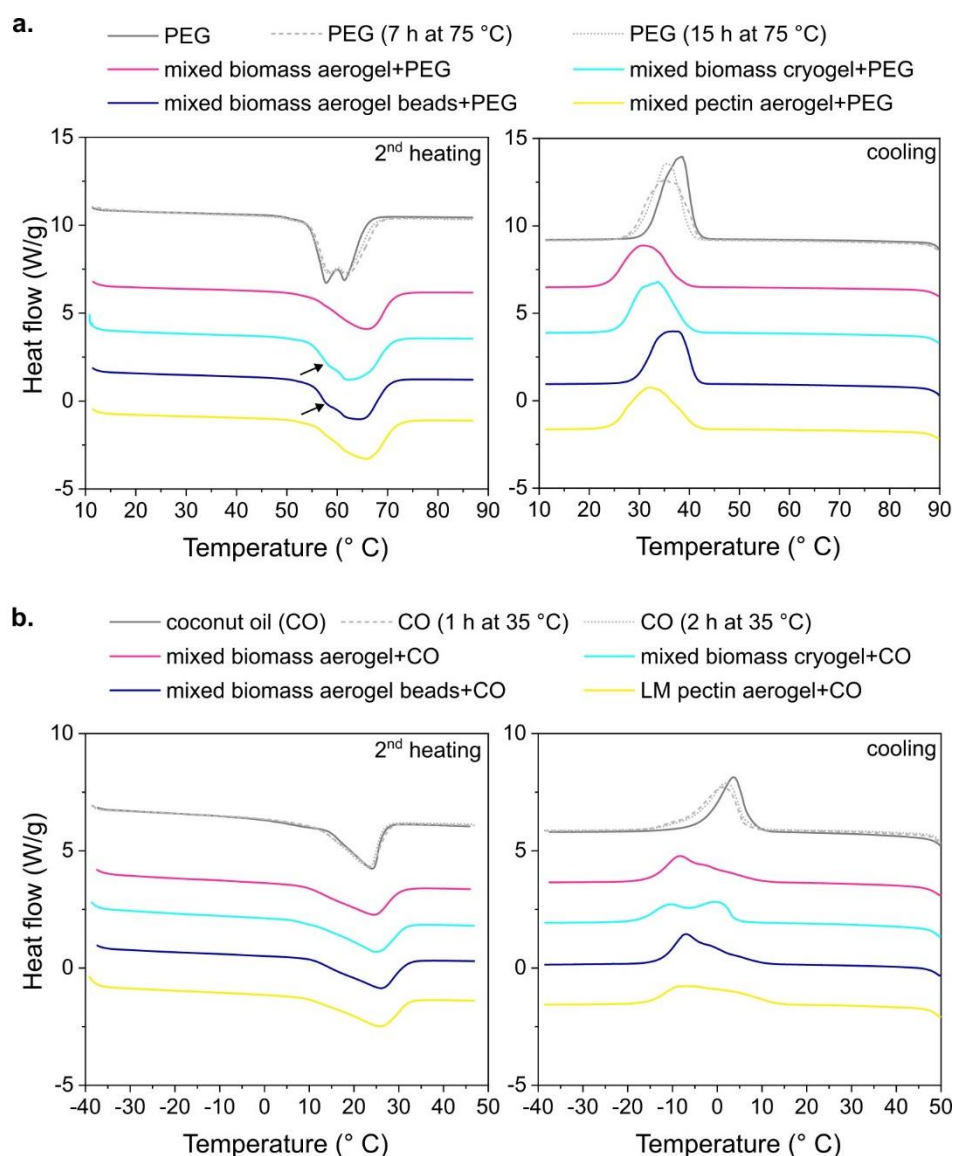 a.
PEG PEG (7 h at 75 °C) PEG (15 h at 75 °C)
mixed biomass aerogel+PEG mixed biomass cryogel+PEG
mixed biomass aerogel beads+PEG mixed pectin aerogel+PEG
2nd heating
Heat flow (W/g)
15
10
5
0
-5
10 20 30 40 50 60 70 80 90
Temperature (° C)
cooling
15
10
5
0
-5
10 20 30 40 50 60 70 80 90
Temperature (° C)
b.
coconut oil (CO) CO (1 h at 35 °C) CO (2 h at 35 °C)
mixed biomass aerogel+CO mixed biomass cryogel+CO
mixed biomass aerogel beads+CO LM pectin aerogel+CO
2nd heating
Heat flow (W/g)
10
5
0
-5
-40 -30 -20 -10 0 10 20 30 40 50
Temperature (° C)
cooling
10
5
0
-5
-40 -30 -20 -10 0 10 20 30 40 50
Temperature (° C)